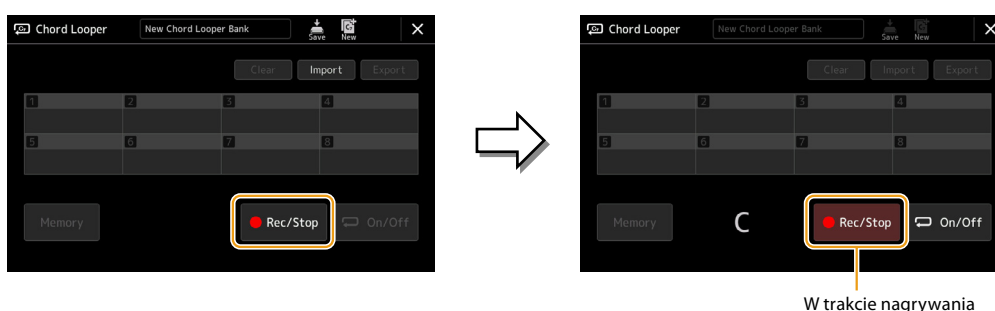 Chord Looper New Chord Looper Bank Save New
Clear Import Export
1 2 3 4
5 6 7 8
Memory Rec/Stop On/Off
Chord Looper New Chord Looper Bank Save New
Clear Import Export
1 2 3 4
5 6 7 8
Memory C Rec/Stop On/Off
W trakcie nagrywania